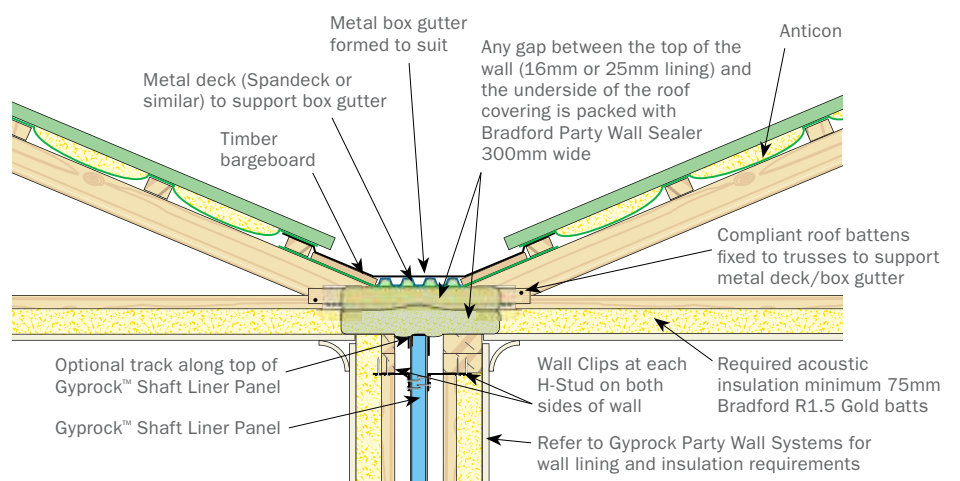 Metal box gutter
formed to suit
Any gap between the top of the
wall (16mm or 25mm lining) and
the underside of the roof
covering is packed with
Bradford Party Wall Sealer
300mm wide
Anticon
Metal deck (Spandeck or
similar) to support box gutter
Timber
bargeboard
Compliant roof battens
fixed to trusses to support
metal deck/box gutter
Optional track along top of
Gyprock™ Shaft Liner Panel
Gyprock™ Shaft Liner Panel
Wall Clips at each
H-Stud on both
sides of wall
Required acoustic
insulation minimum 75mm
Bradford R1.5 Gold batts
Refer to Gyprock Party Wall Systems for
wall lining and insulation requirements